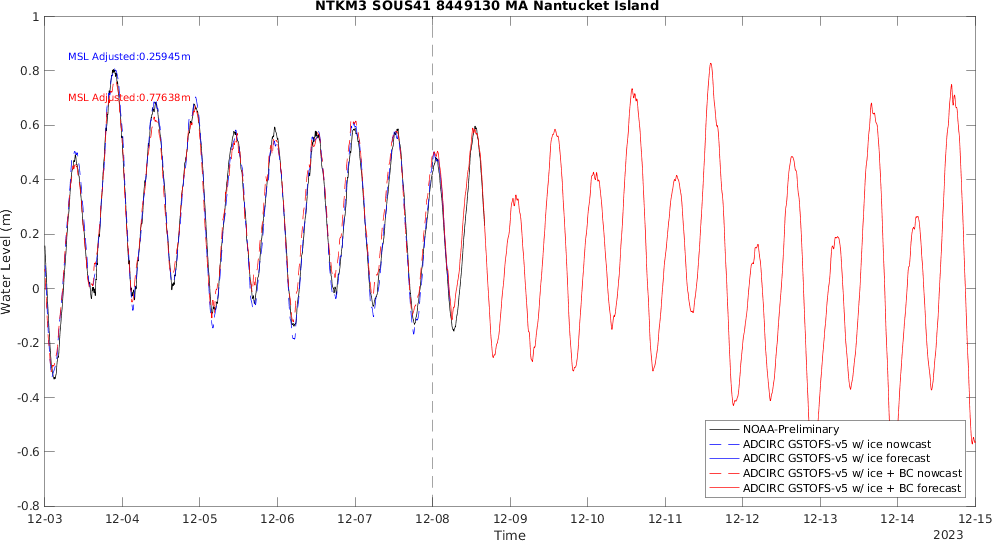 NTKM3 SOUS41 8449130 MA Nantucket Island
1
0.8
0.6
0.4
0.2
0
-0.2
-0.4
-0.6
-0.8
Water Level (m)
MSL Adjusted:0.25945m
MSL Adjusted:0.77638m
NOAA-Preliminary
ADCIRC GSTOFS-v5 w/ ice nowcast
ADCIRC GSTOFS-v5 w/ ice forecast
ADCIRC GSTOFS-v5 w/ ice + BC nowcast
ADCIRC GSTOFS-v5 w/ ice + BC forecast
12-03 12-04 12-05 12-06 12-07 12-08 12-09 12-10 12-11 12-12 12-13 12-14 12-15
Time
2023